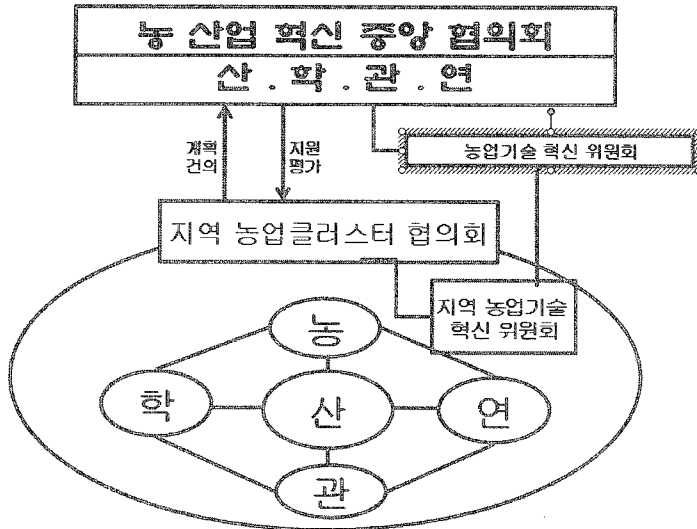 농 산업 혁신 중앙 협의회
산 . 학 . 관 . 연
계획
건의
지원
평가
농업기술 혁신 위원회
지역 농업클러스터 협의회
지역 농업기술
혁신 위원회
농
학
산
연
관